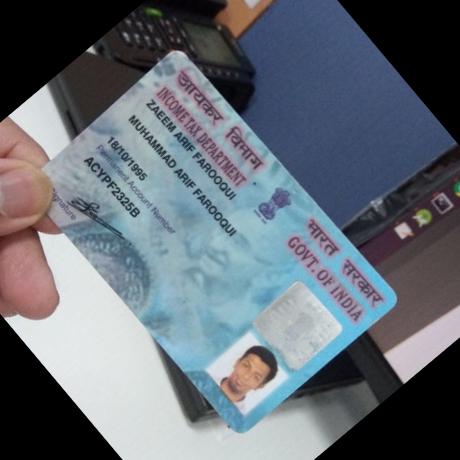 आयकर विभाग
INCOME TAX DEPARTMENT
भारत सरकार
GOVT. OF INDIA
ZAEEM ARIF FAROOQUI
MUHAMMAD ARIF FAROOQUI
18/10/1995
Permanent Account Number
ACYPF2325B
Signature